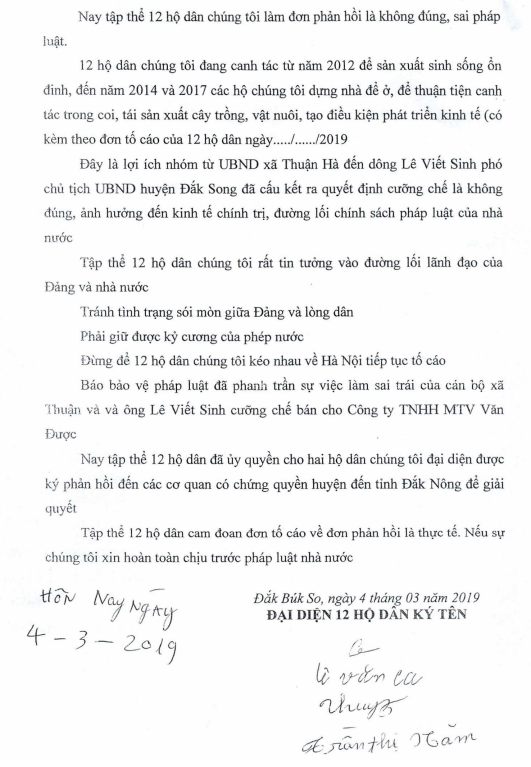 Nay tập thể 12 hộ dân chúng tôi làm đơn phản hồi là không đúng, sai pháp
luật.
12 hộ dân chúng tôi đang canh tác từ năm 2012 để sản xuất sinh sống ổn
đinh, đến năm 2014 và 2017 các hộ chúng tôi dựng nhà để ở, để thuận tiện canh
tác trong coi, tái sản xuất cây trồng, vật nuôi, tạo điều kiện phát triển kinh tế (có
kèm theo đơn tố cáo của 12 hộ dân ngày...../....../2019
Đây là lợi ích nhóm từ UBND xã Thuận Hà đến dông Lê Viết Sinh phó
chủ tịch UBND huyện Đắk Song đã cấu kết ra quyết định cưỡng chế là không
đúng, ảnh hưởng đến kinh tế chính trị, đường lối chính sách pháp luật của nhà
nước
Tập thể 12 hộ dân chúng tôi rất tin tưởng vào đường lối lãnh đạo của
Đảng và nhà nước
Tránh tình trạng sói mòn giữa Đảng và lòng dân
Phải giữ được kỷ cương của phép nước
Đừng để 12 hộ dân chúng tôi kéo nhau về Hà Nội tiếp tục tố cáo
Báo bảo vệ pháp luật đã phanh trần sự việc làm sai trái của cán bộ xã
Thuận và và ông Lê Viết Sinh cưỡng chế bán cho Công ty TNHH MTV Văn
Được
Nay tập thể 12 hộ dân đã ủy quyền cho hai hộ dân chúng tôi đại diện được
ký phản hồi đến các cơ quan có chứng quyền huyện đến tỉnh Đắk Nông để giải
quyết
Tập thể 12 hộ dân cam đoan đơn tố cáo về đơn phản hồi là thực tế. Nếu sự
chúng tôi xin hoàn toàn chịu trước pháp luật nhà nước
Đắk Búk So, ngày 4 tháng 03 năm 2019
ĐẠI DIỆN 12 HỘ DÂN KÝ TÊN
HÔN NAY NGÀY
4 - 3 - 2019
lê văn ca
trần thị Năm